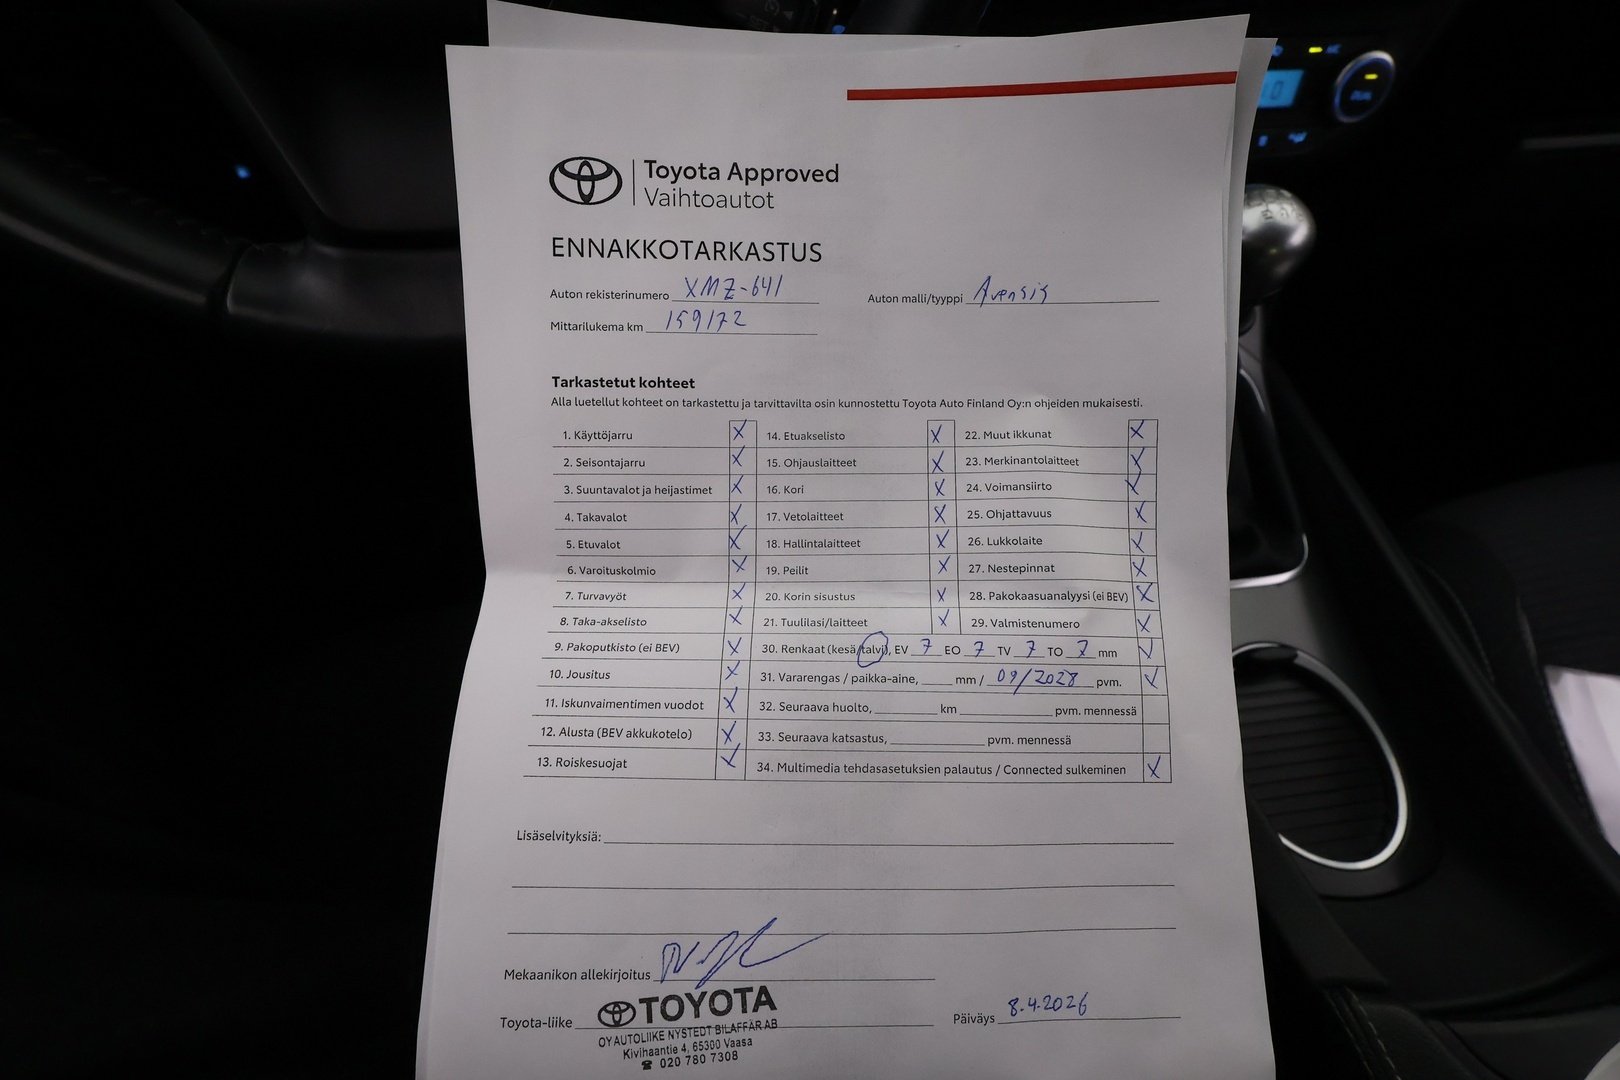 Toyota Approved
Vaihtoautot
ENNAKKOTARKASTUS
Auton rekisterinumero XMZ-641 Auton malli/tyyppi Avensis
Mittarilukema km 159172
Tarkastetut kohteet
Alla luetellut kohteet on tarkastettu ja tarvittavilta osin kunnostettu Toyota Auto Finland Oy:n ohjeiden mukaisesti.
1. Käyttöjarru X 14. Etuakselisto X 22. Muut ikkunat X
2. Seisontajarru X 15. Ohjauslaitteet X 23. Merkinantolaitteet X
3. Suuntavalot ja heijastimet X 16. Kori X 24. Voimansiirto X
4. Takavalot X 17. Vetolaitteet X 25. Ohjattavuus X
5. Etuvalot X 18. Hallintalaitteet X 26. Lukkolaite X
6. Varoituskolmio X 19. Peilit X 27. Nestepinnat X
7. Turvavyöt X 20. Korin sisustus X 28. Pakokaasuanalyysi (ei BEV) X
8. Taka-akselisto X 21. Tuulilasi/laitteet X 29. Valmistenumero X
9. Pakoputkisto (ei BEV) X 30. Renkaat (kesä/talvi), EV 7 EO 7 TV 7 TO 7 mm X
10. Jousitus X 31. Vararengas / paikka-aine, mm / 09/2028 pvm. X
11. Iskunvaimentimen vuodot X 32. Seuraava huolto, km pvm. mennessä
12. Alusta (BEV akkukotelo) X 33. Seuraava katsastus, pvm. mennessä
13. Roiskesuojat X 34. Multimedia tehdasasetuksien palautus / Connected sulkeminen X
Lisäselvityksiä:
Mekaanikon allekirjoitus
Toyota-liike TOYOTA Päiväys 8.4.2026
OY AUTOLIIKE NYSTEDT BILAFFÄR AB
Kivihaantie 4, 65300 Vaasa
☎ 020 780 7308